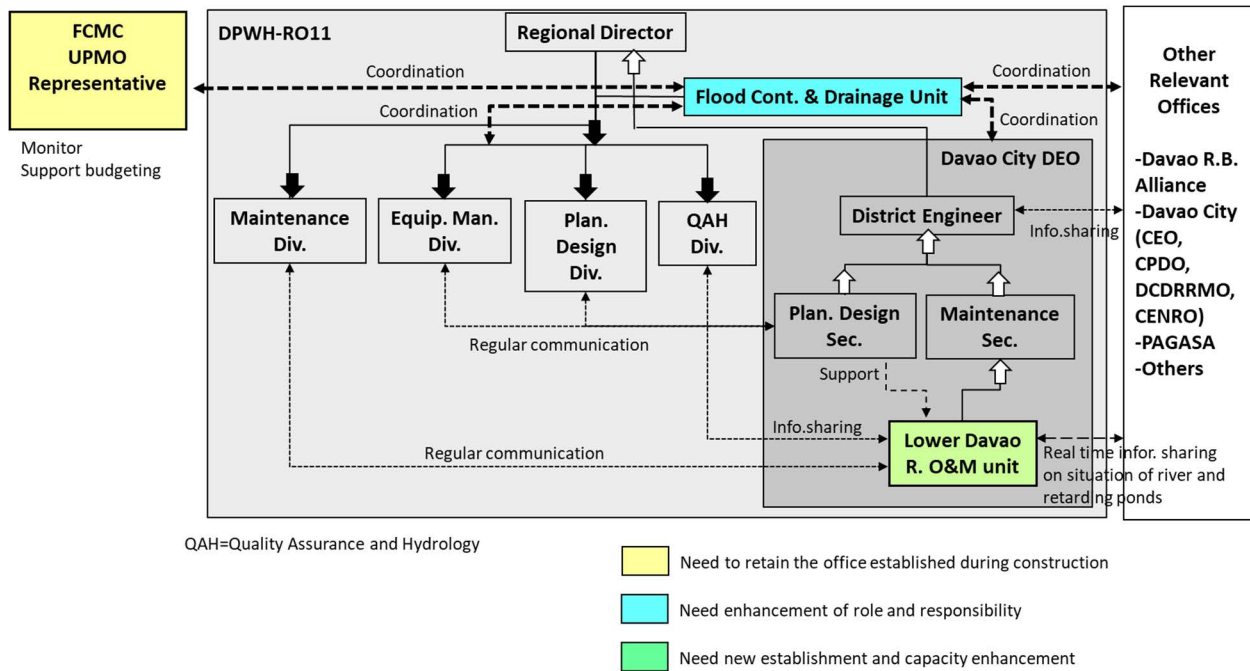 FCMC
UPMO
Representative
Monitor
Support budgeting
DPWH-RO11
Regional Director
Coordination
Coordination
Flood Cont. & Drainage Unit
Coordination
Coordination
Maintenance
Div.
Equip. Man.
Div.
Plan.
Design
Div.
QAH
Div.
Davao City DEO
District Engineer
Info.sharing
Plan. Design
Sec.
Maintenance
Sec.
Regular communication
Support
Info.sharing
Regular communication
Lower Davao
R. O&M unit
Real time infor. sharing
on situation of river and
retarding ponds
Other
Relevant
Offices
-Davao R.B.
Alliance
-Davao City
(CEO,
CPDO,
DCDRRMO,
CENRO)
-PAGASA
-Others
QAH=Quality Assurance and Hydrology
Need to retain the office established during construction
Need enhancement of role and responsibility
Need new establishment and capacity enhancement